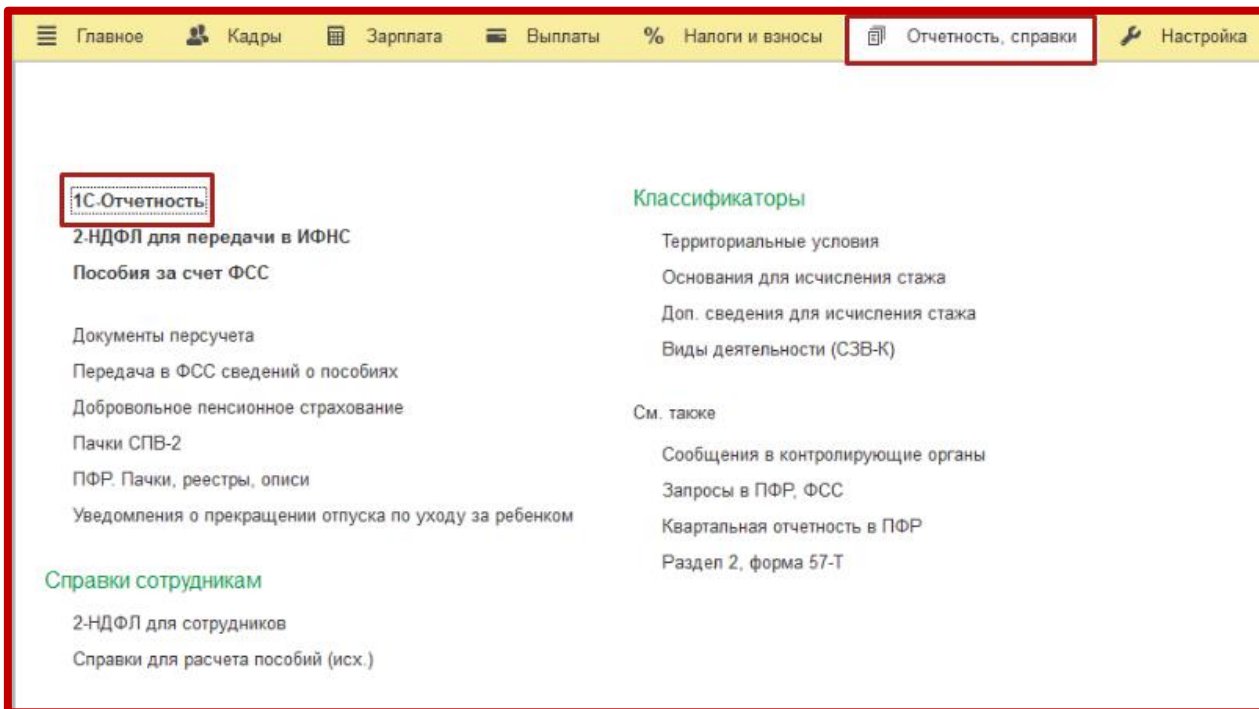 Главное Кадры Зарплата Выплаты % Налоги и взносы Отчетность, справки Настройка
1С-Отчетность
2-НДФЛ для передачи в ИФНС
Пособия за счет ФСС
Документы персучета
Передача в ФСС сведений о пособиях
Добровольное пенсионное страхование
Пачки СПВ-2
ПФР. Пачки, реестры, описи
Уведомления о прекращении отпуска по уходу за ребенком
Справки сотрудникам
2-НДФЛ для сотрудников
Справки для расчета пособий (исх.)
Классификаторы
Территориальные условия
Основания для исчисления стажа
Доп. сведения для исчисления стажа
Виды деятельности (СЗВ-К)
См. также
Сообщения в контролирующие органы
Запросы в ПФР, ФСС
Квартальная отчетность в ПФР
Раздел 2, форма 57-Т